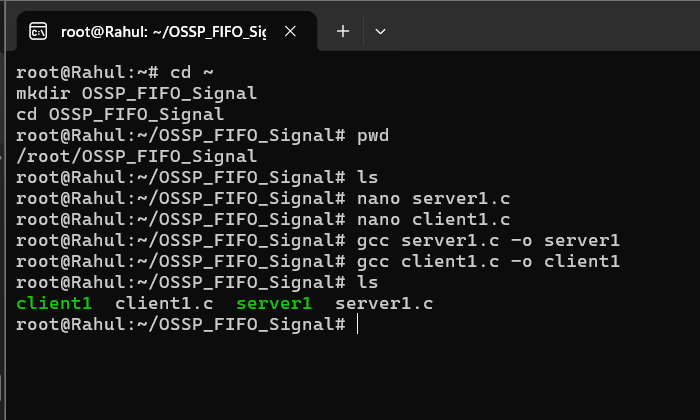 root@Rahul: ~/OSSP_FIFO_Sig
root@Rahul:~# cd ~
mkdir OSSP_FIFO_Signal
cd OSSP_FIFO_Signal
root@Rahul:~/OSSP_FIFO_Signal# pwd
/root/OSSP_FIFO_Signal
root@Rahul:~/OSSP_FIFO_Signal# ls
root@Rahul:~/OSSP_FIFO_Signal# nano server1.c
root@Rahul:~/OSSP_FIFO_Signal# nano client1.c
root@Rahul:~/OSSP_FIFO_Signal# gcc server1.c -o server1
root@Rahul:~/OSSP_FIFO_Signal# gcc client1.c -o client1
root@Rahul:~/OSSP_FIFO_Signal# ls
client1  client1.c  server1  server1.c
root@Rahul:~/OSSP_FIFO_Signal#